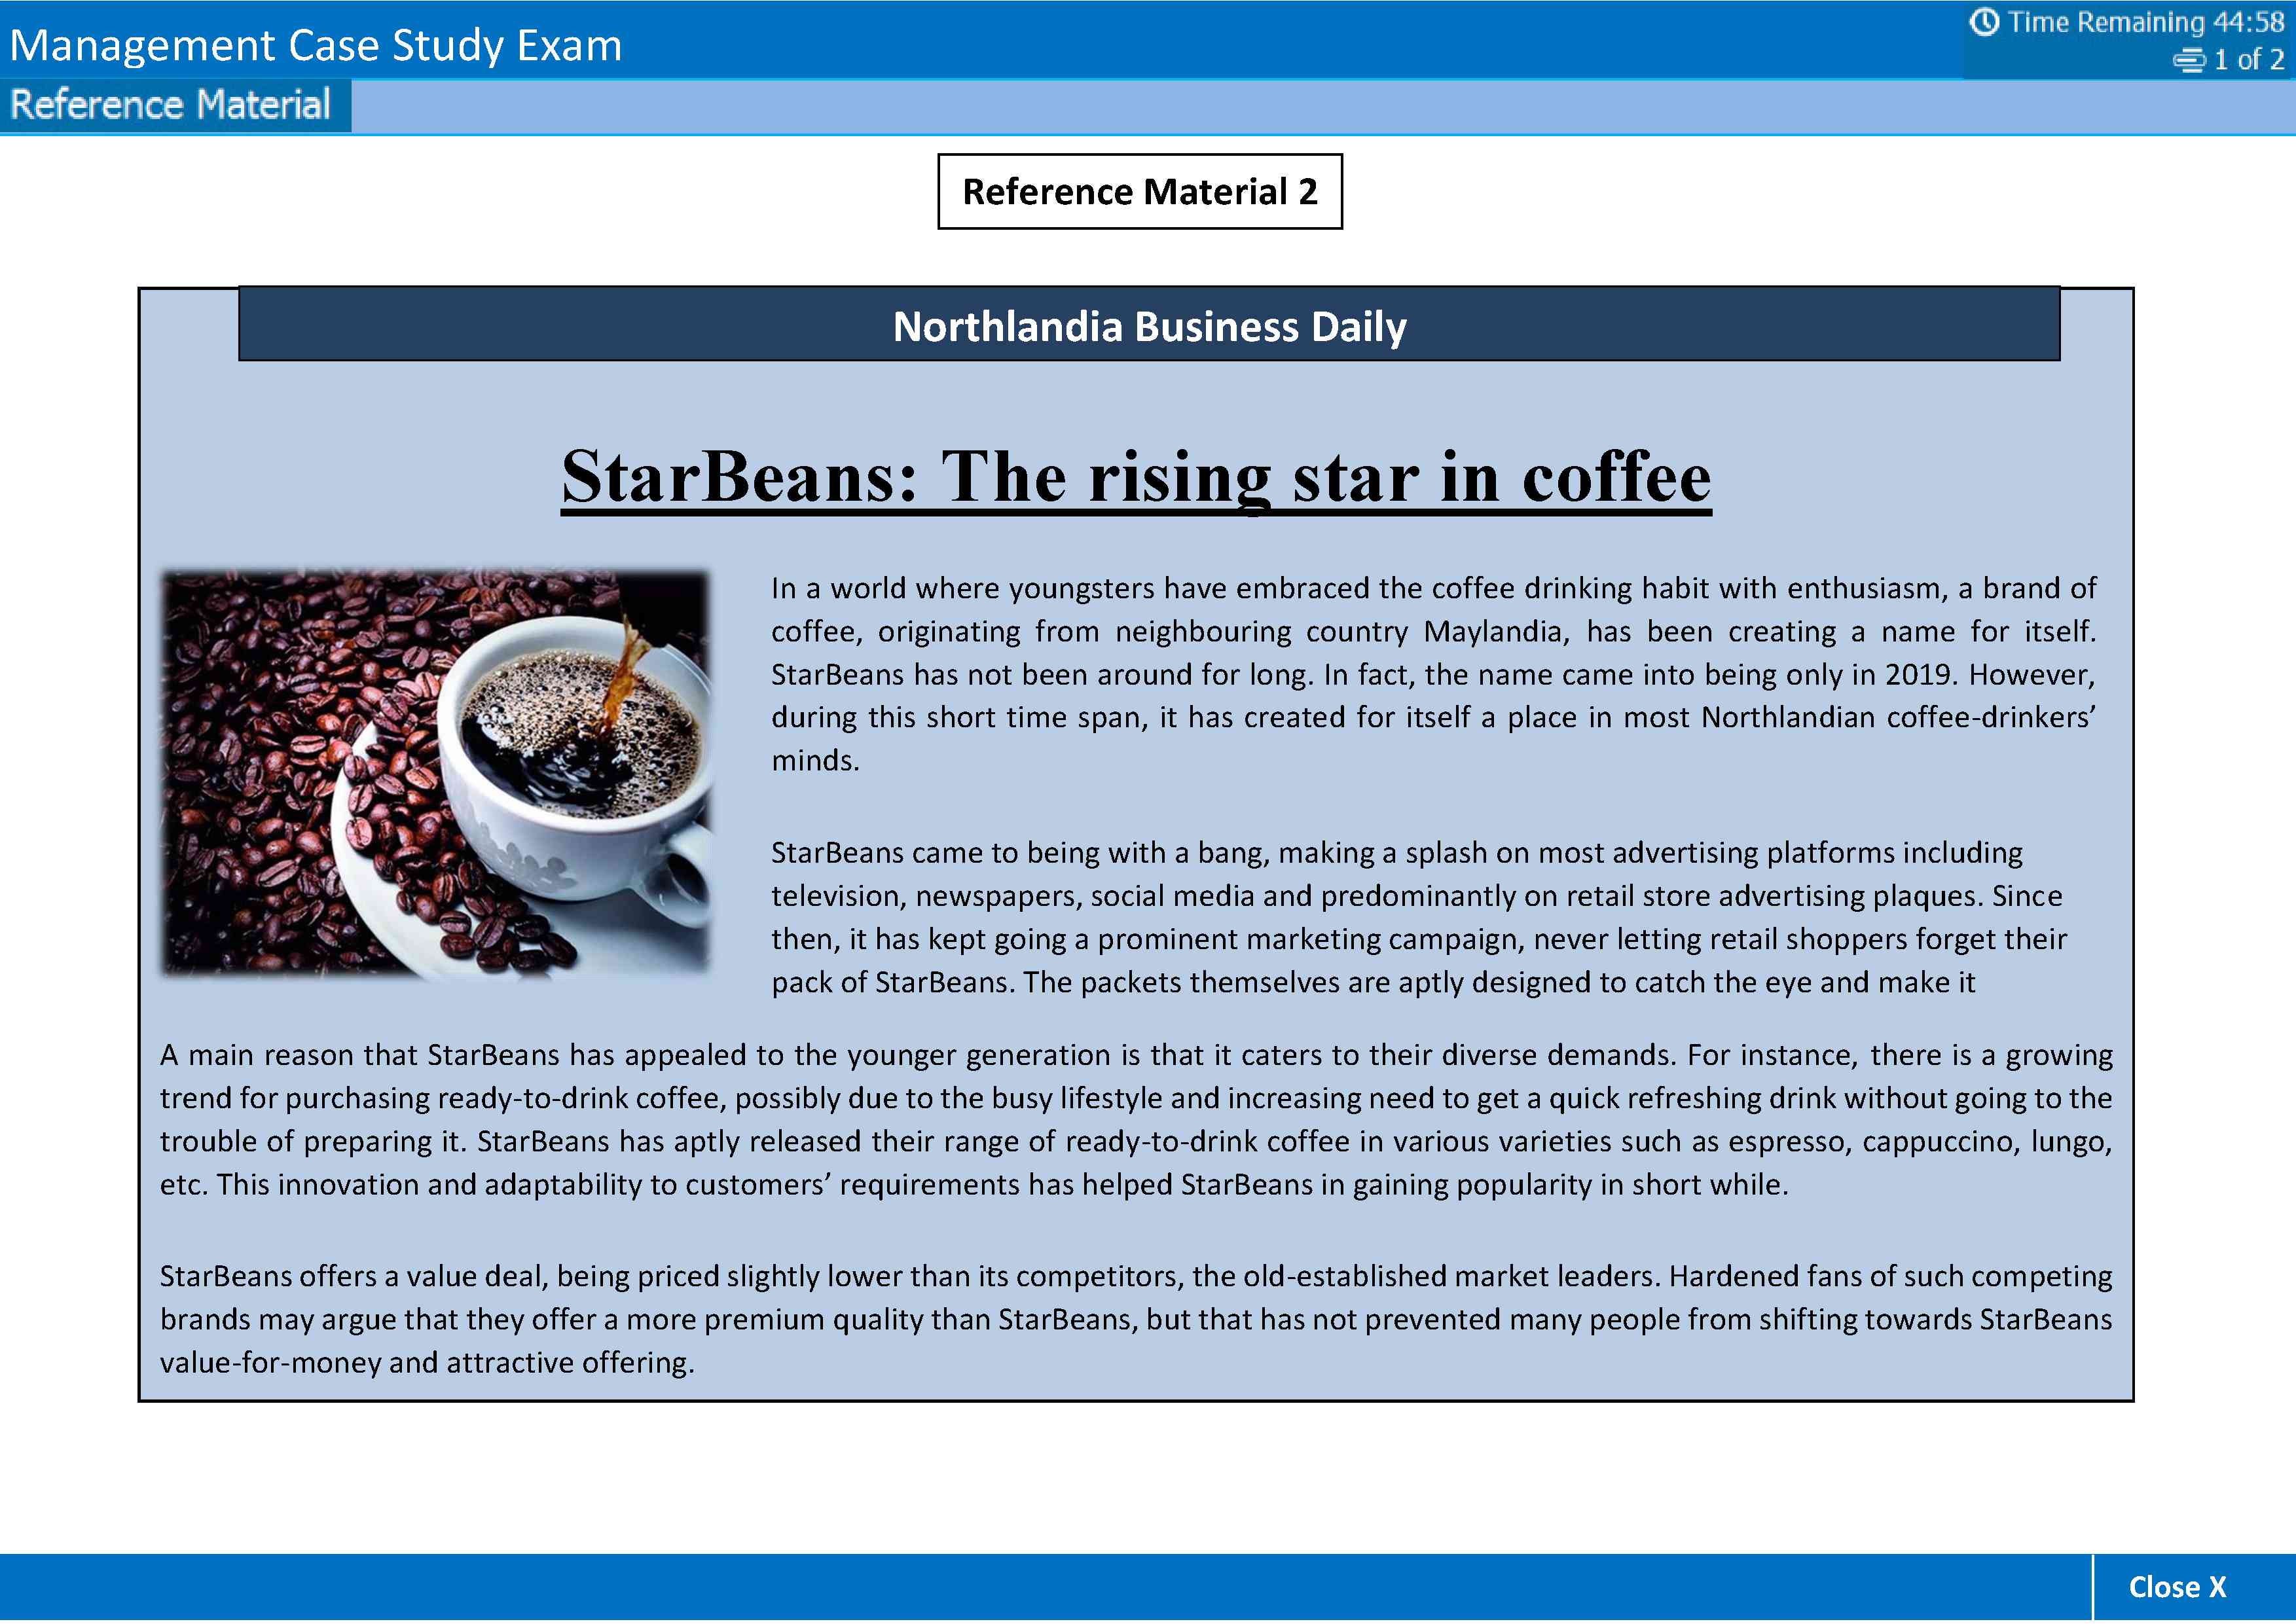 Management Case Study Exam
Time Remaining 44:58
1 of 2
Reference Material
Reference Material 2
Northlandia Business Daily
StarBeans: The rising star in coffee
In a world where youngsters have embraced the coffee drinking habit with enthusiasm, a brand of
coffee, originating from neighbouring country Maylandia, has been creating a name for itself.
StarBeans has not been around for long. In fact, the name came into being only in 2019. However,
during this short time span, it has created for itself a place in most Northlandian coffee-drinkers’
minds.
StarBeans came to being with a bang, making a splash on most advertising platforms including
television, newspapers, social media and predominantly on retail store advertising plaques. Since
then, it has kept going a prominent marketing campaign, never letting retail shoppers forget their
pack of StarBeans. The packets themselves are aptly designed to catch the eye and make it
A main reason that StarBeans has appealed to the younger generation is that it caters to their diverse demands. For instance, there is a growing
trend for purchasing ready-to-drink coffee, possibly due to the busy lifestyle and increasing need to get a quick refreshing drink without going to the
trouble of preparing it. StarBeans has aptly released their range of ready-to-drink coffee in various varieties such as espresso, cappuccino, lungo,
etc. This innovation and adaptability to customers’ requirements has helped StarBeans in gaining popularity in short while.
StarBeans offers a value deal, being priced slightly lower than its competitors, the old-established market leaders. Hardened fans of such competing
brands may argue that they offer a more premium quality than StarBeans, but that has not prevented many people from shifting towards StarBeans
value-for-money and attractive offering.
Close X